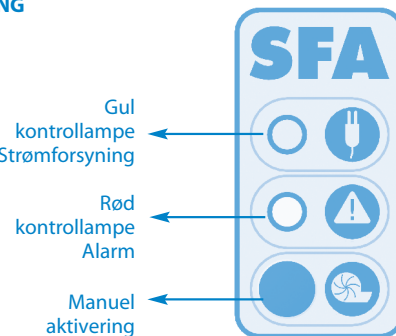 NG
SFA
Gul
kontrollampe
Strømforsyning
Rød
kontrollampe
Alarm
Manuel
aktivering